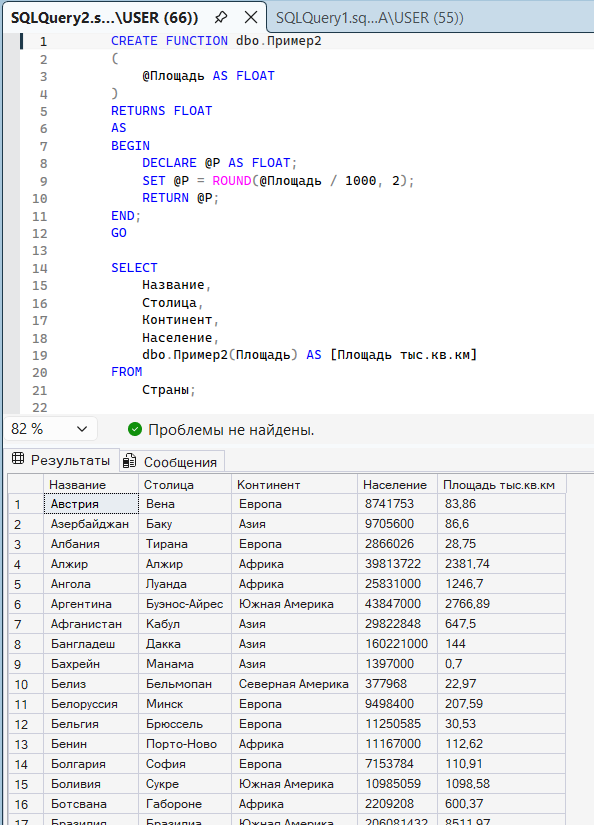 SQLQuery2.s...\USER (66)) SQLQuery1.sq...A\USER (55))
1 CREATE FUNCTION dbo.Пример2
2 (
3 @Площадь AS FLOAT
4 )
5 RETURNS FLOAT
6 AS
7 BEGIN
8 DECLARE @P AS FLOAT;
9 SET @P = ROUND(@Площадь / 1000, 2);
10 RETURN @P;
11 END;
12 GO
13
14 SELECT
15 Название,
16 Столица,
17 Континент,
18 Население,
19 dbo.Пример2(Площадь) AS [Площадь тыс.кв.км]
20 FROM
21 Страны;
22
82 % Проблемы не найдены.
Результаты Сообщения
Название Столица Континент Население Площадь тыс.кв.км
1 Австрия Вена Европа 8741753 83,86
2 Азербайджан Баку Азия 9705600 86,6
3 Албания Тирана Европа 2866026 28,75
4 Алжир Алжир Африка 39813722 2381,74
5 Ангола Луанда Африка 25831000 1246,7
6 Аргентина Буэнос-Айрес Южная Америка 43847000 2766,89
7 Афганистан Кабул Азия 29822848 647,5
8 Бангладеш Дакка Азия 160221000 144
9 Бахрейн Манама Азия 1397000 0,7
10 Белиз Бельмопан Северная Америка 377968 22,97
11 Белоруссия Минск Европа 9498400 207,59
12 Бельгия Брюссель Европа 11250585 30,53
13 Бенин Порто-Ново Африка 11167000 112,62
14 Болгария София Европа 7153784 110,91
15 Боливия Сукре Южная Америка 10985059 1098,58
16 Ботсвана Габороне Африка 2209208 600,37
17 Бразилия Бразилиа Южная Америка 206081432 8511,97